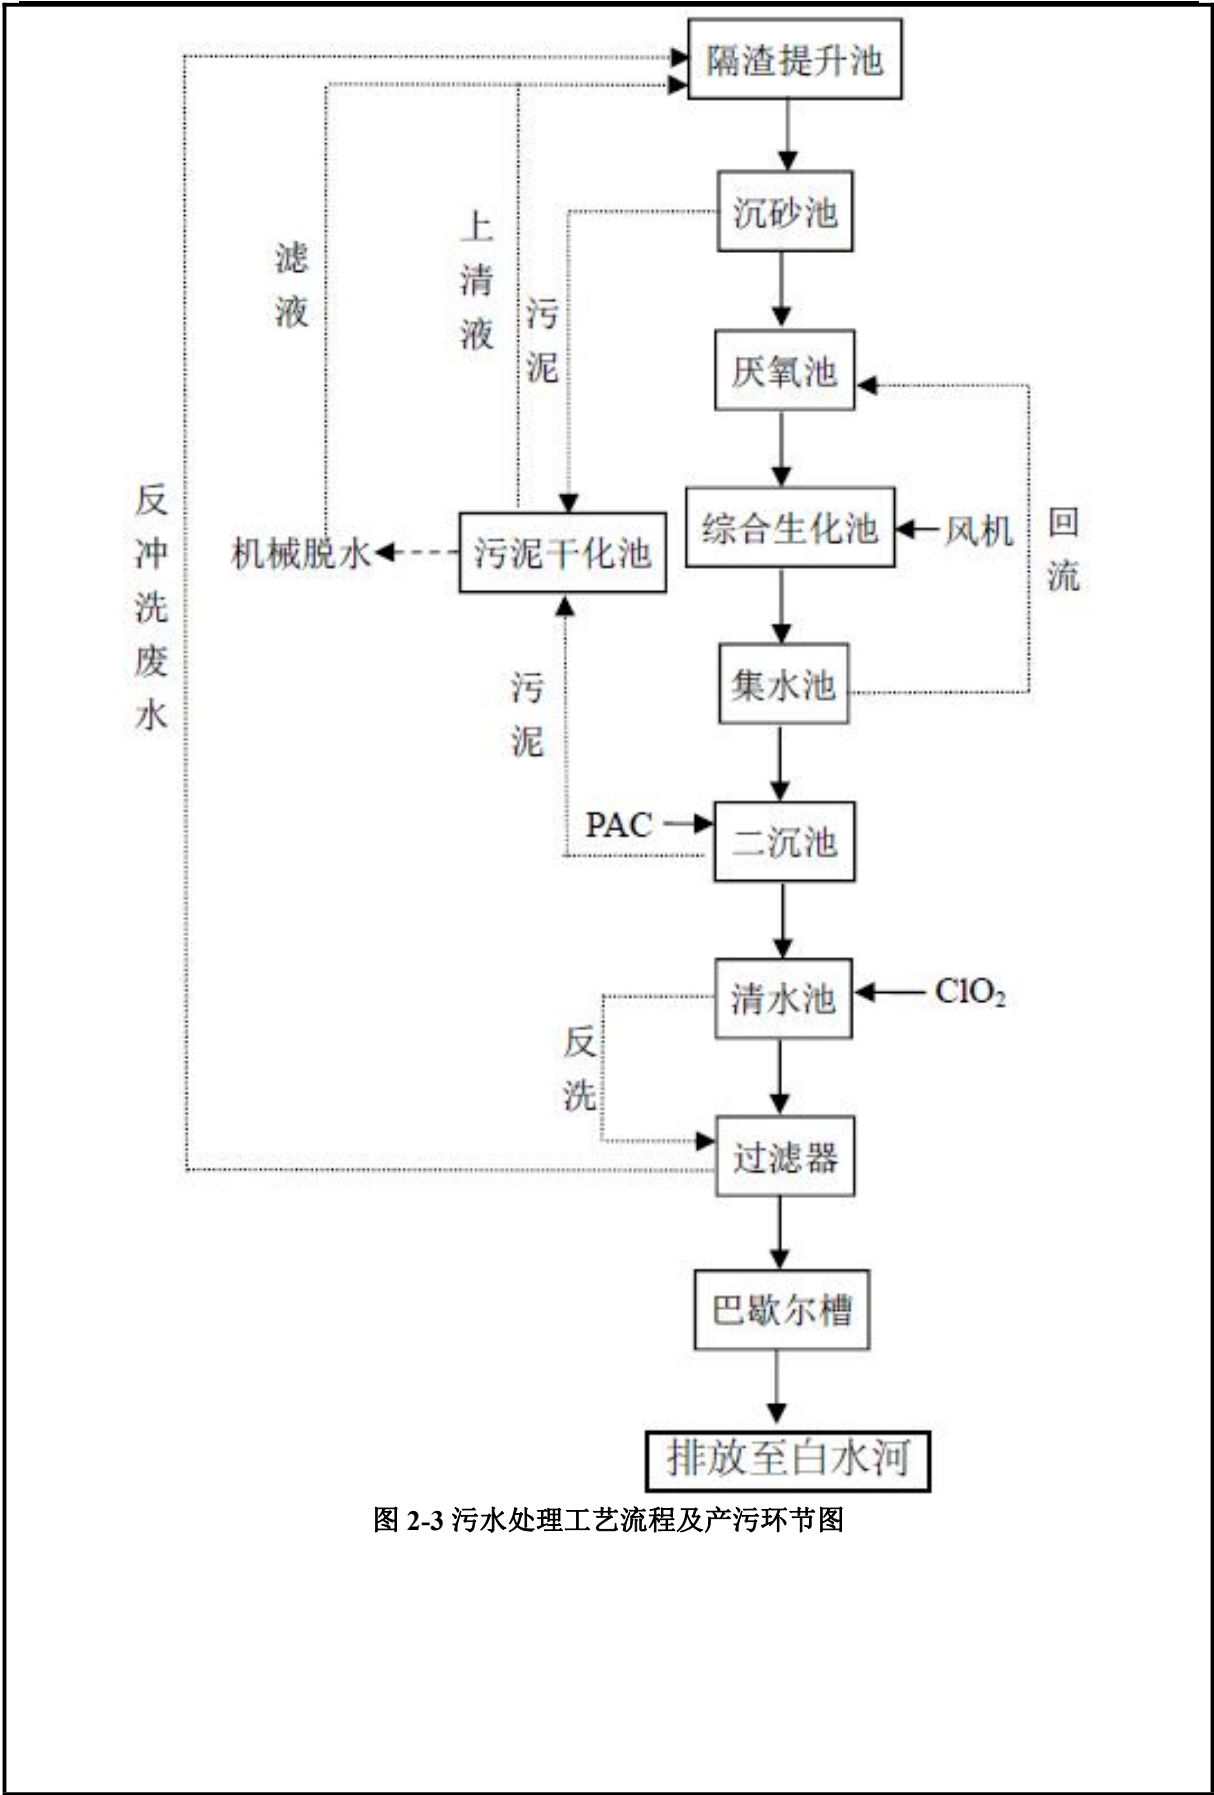 隔渣提升池
沉砂池
滤液
上清液
污泥
厌氧池
回流
反冲洗废水
机械脱水
污泥干化池
综合生化池
风机
污泥
集水池
PAC
二沉池
清水池
ClO₂
反洗
过滤器
巴歇尔槽
排放至白水河
图 2-3 污水处理工艺流程及产污环节图